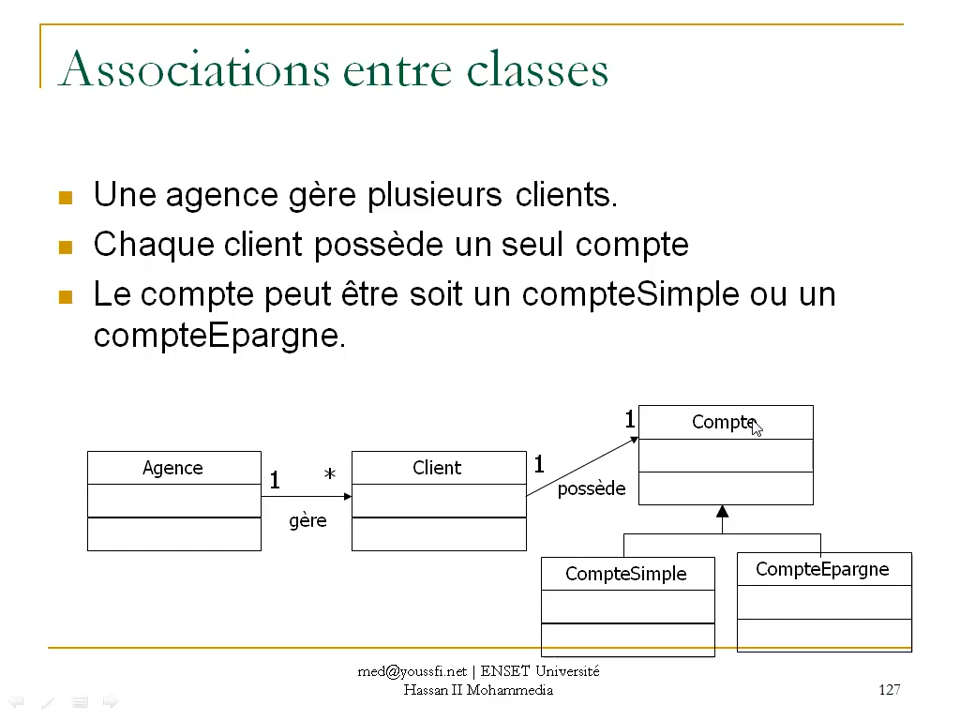 Associations entre classes
Une agence gère plusieurs clients.
Chaque client possède un seul compte
Le compte peut être soit un compteSimple ou un
compteEpargne.
1 Compte
Agence 1 * Client 1
gère
possède
CompteSimple
CompteEpargne
med@youssfi.net | ENSET Université
Hassan II Mohammedia
127